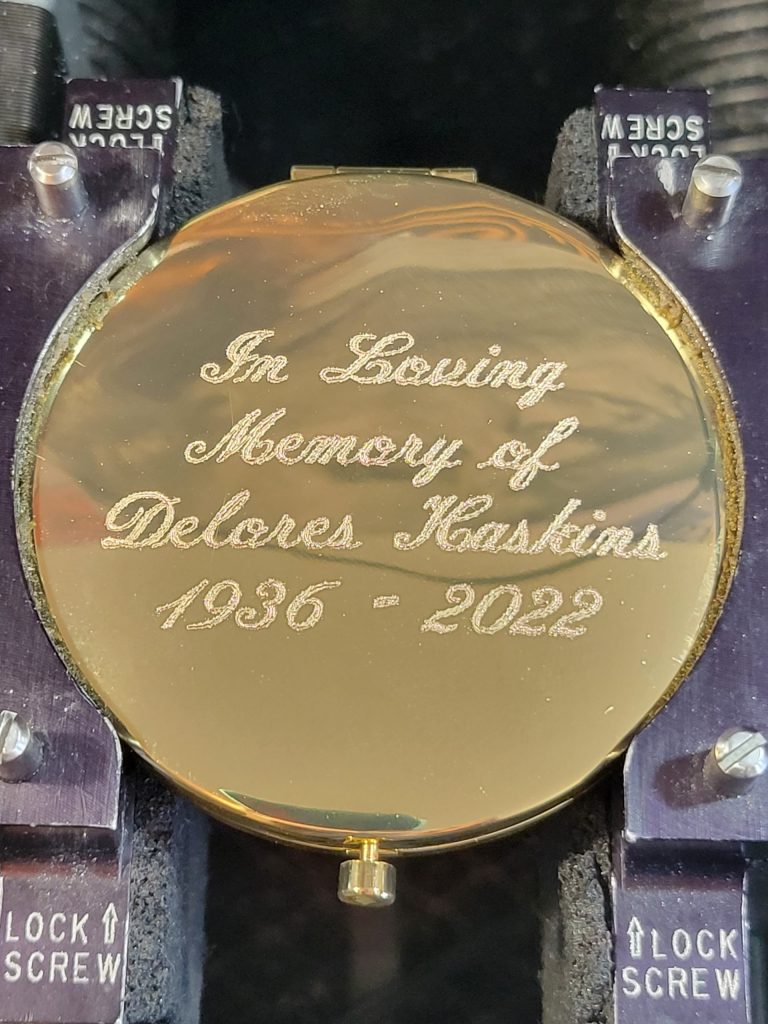 LOCK
SCREW
LOCK
SCREW
In Loving
Memory of
Delores Haskins
1936 - 2022
LOCK
SCREW
LOCK
SCREW